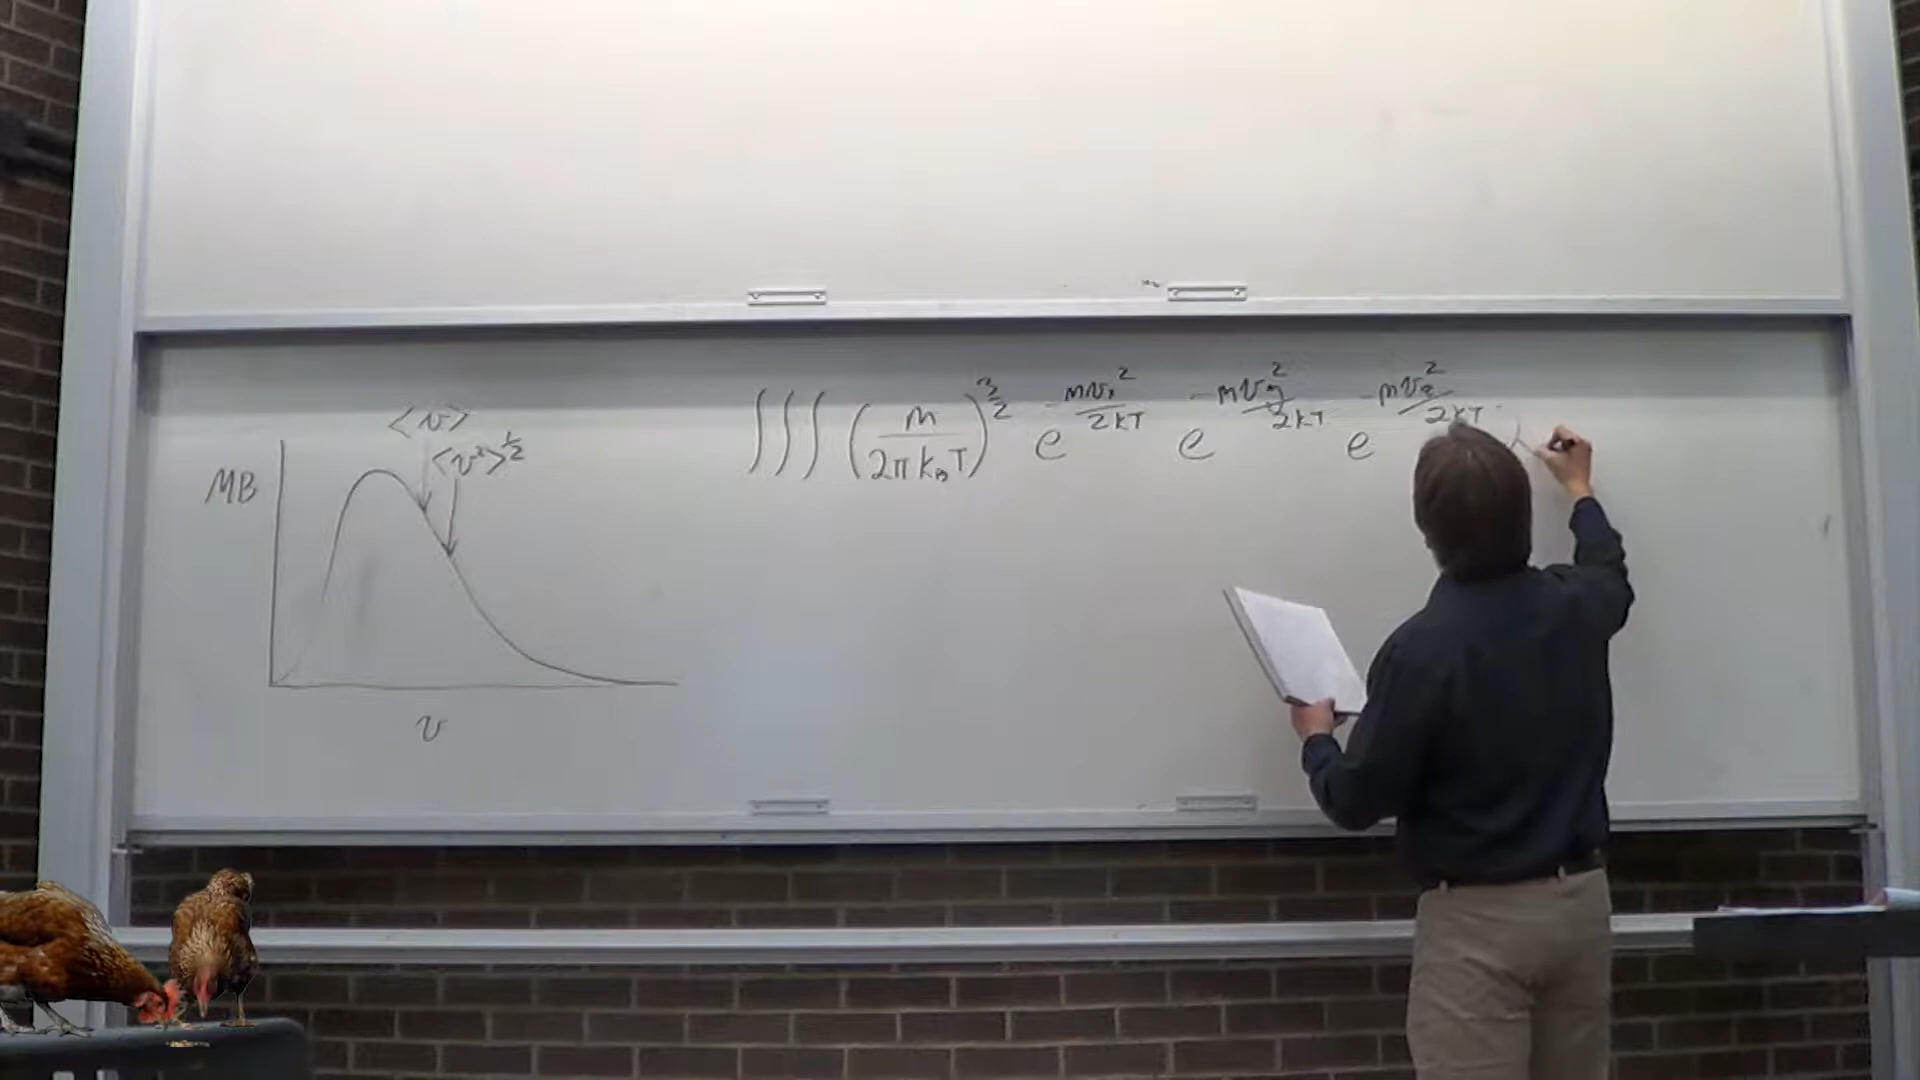 <v>
<v²>^½
MB
v
∫∫∫ (m / 2π k_B T)^{3/2} e^{-mv_x²/2kT} e^{-mv_y²/2kT} e^{-mv_z²/2kT}